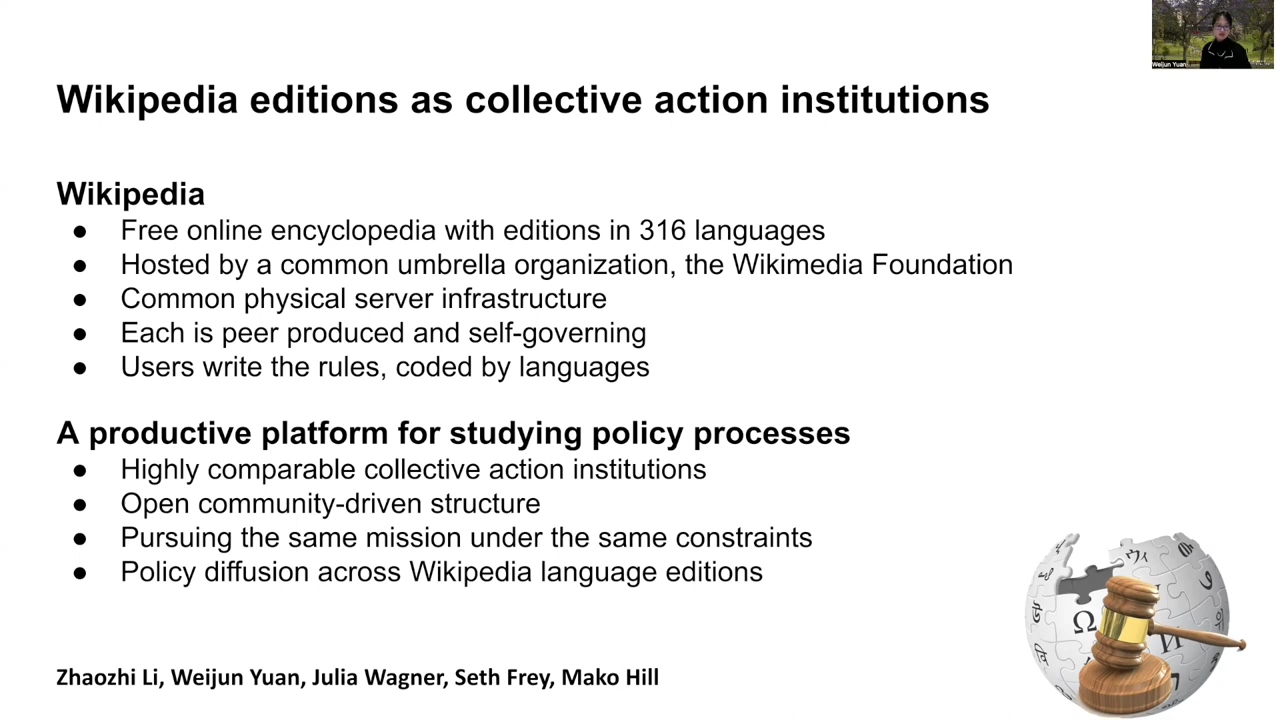 Weijun Yuan
Wikipedia editions as collective action institutions
Wikipedia
● Free online encyclopedia with editions in 316 languages
● Hosted by a common umbrella organization, the Wikimedia Foundation
● Common physical server infrastructure
● Each is peer produced and self-governing
● Users write the rules, coded by languages
A productive platform for studying policy processes
● Highly comparable collective action institutions
● Open community-driven structure
● Pursuing the same mission under the same constraints
● Policy diffusion across Wikipedia language editions
Ω
И
Zhaozhi Li, Weijun Yuan, Julia Wagner, Seth Frey, Mako Hill